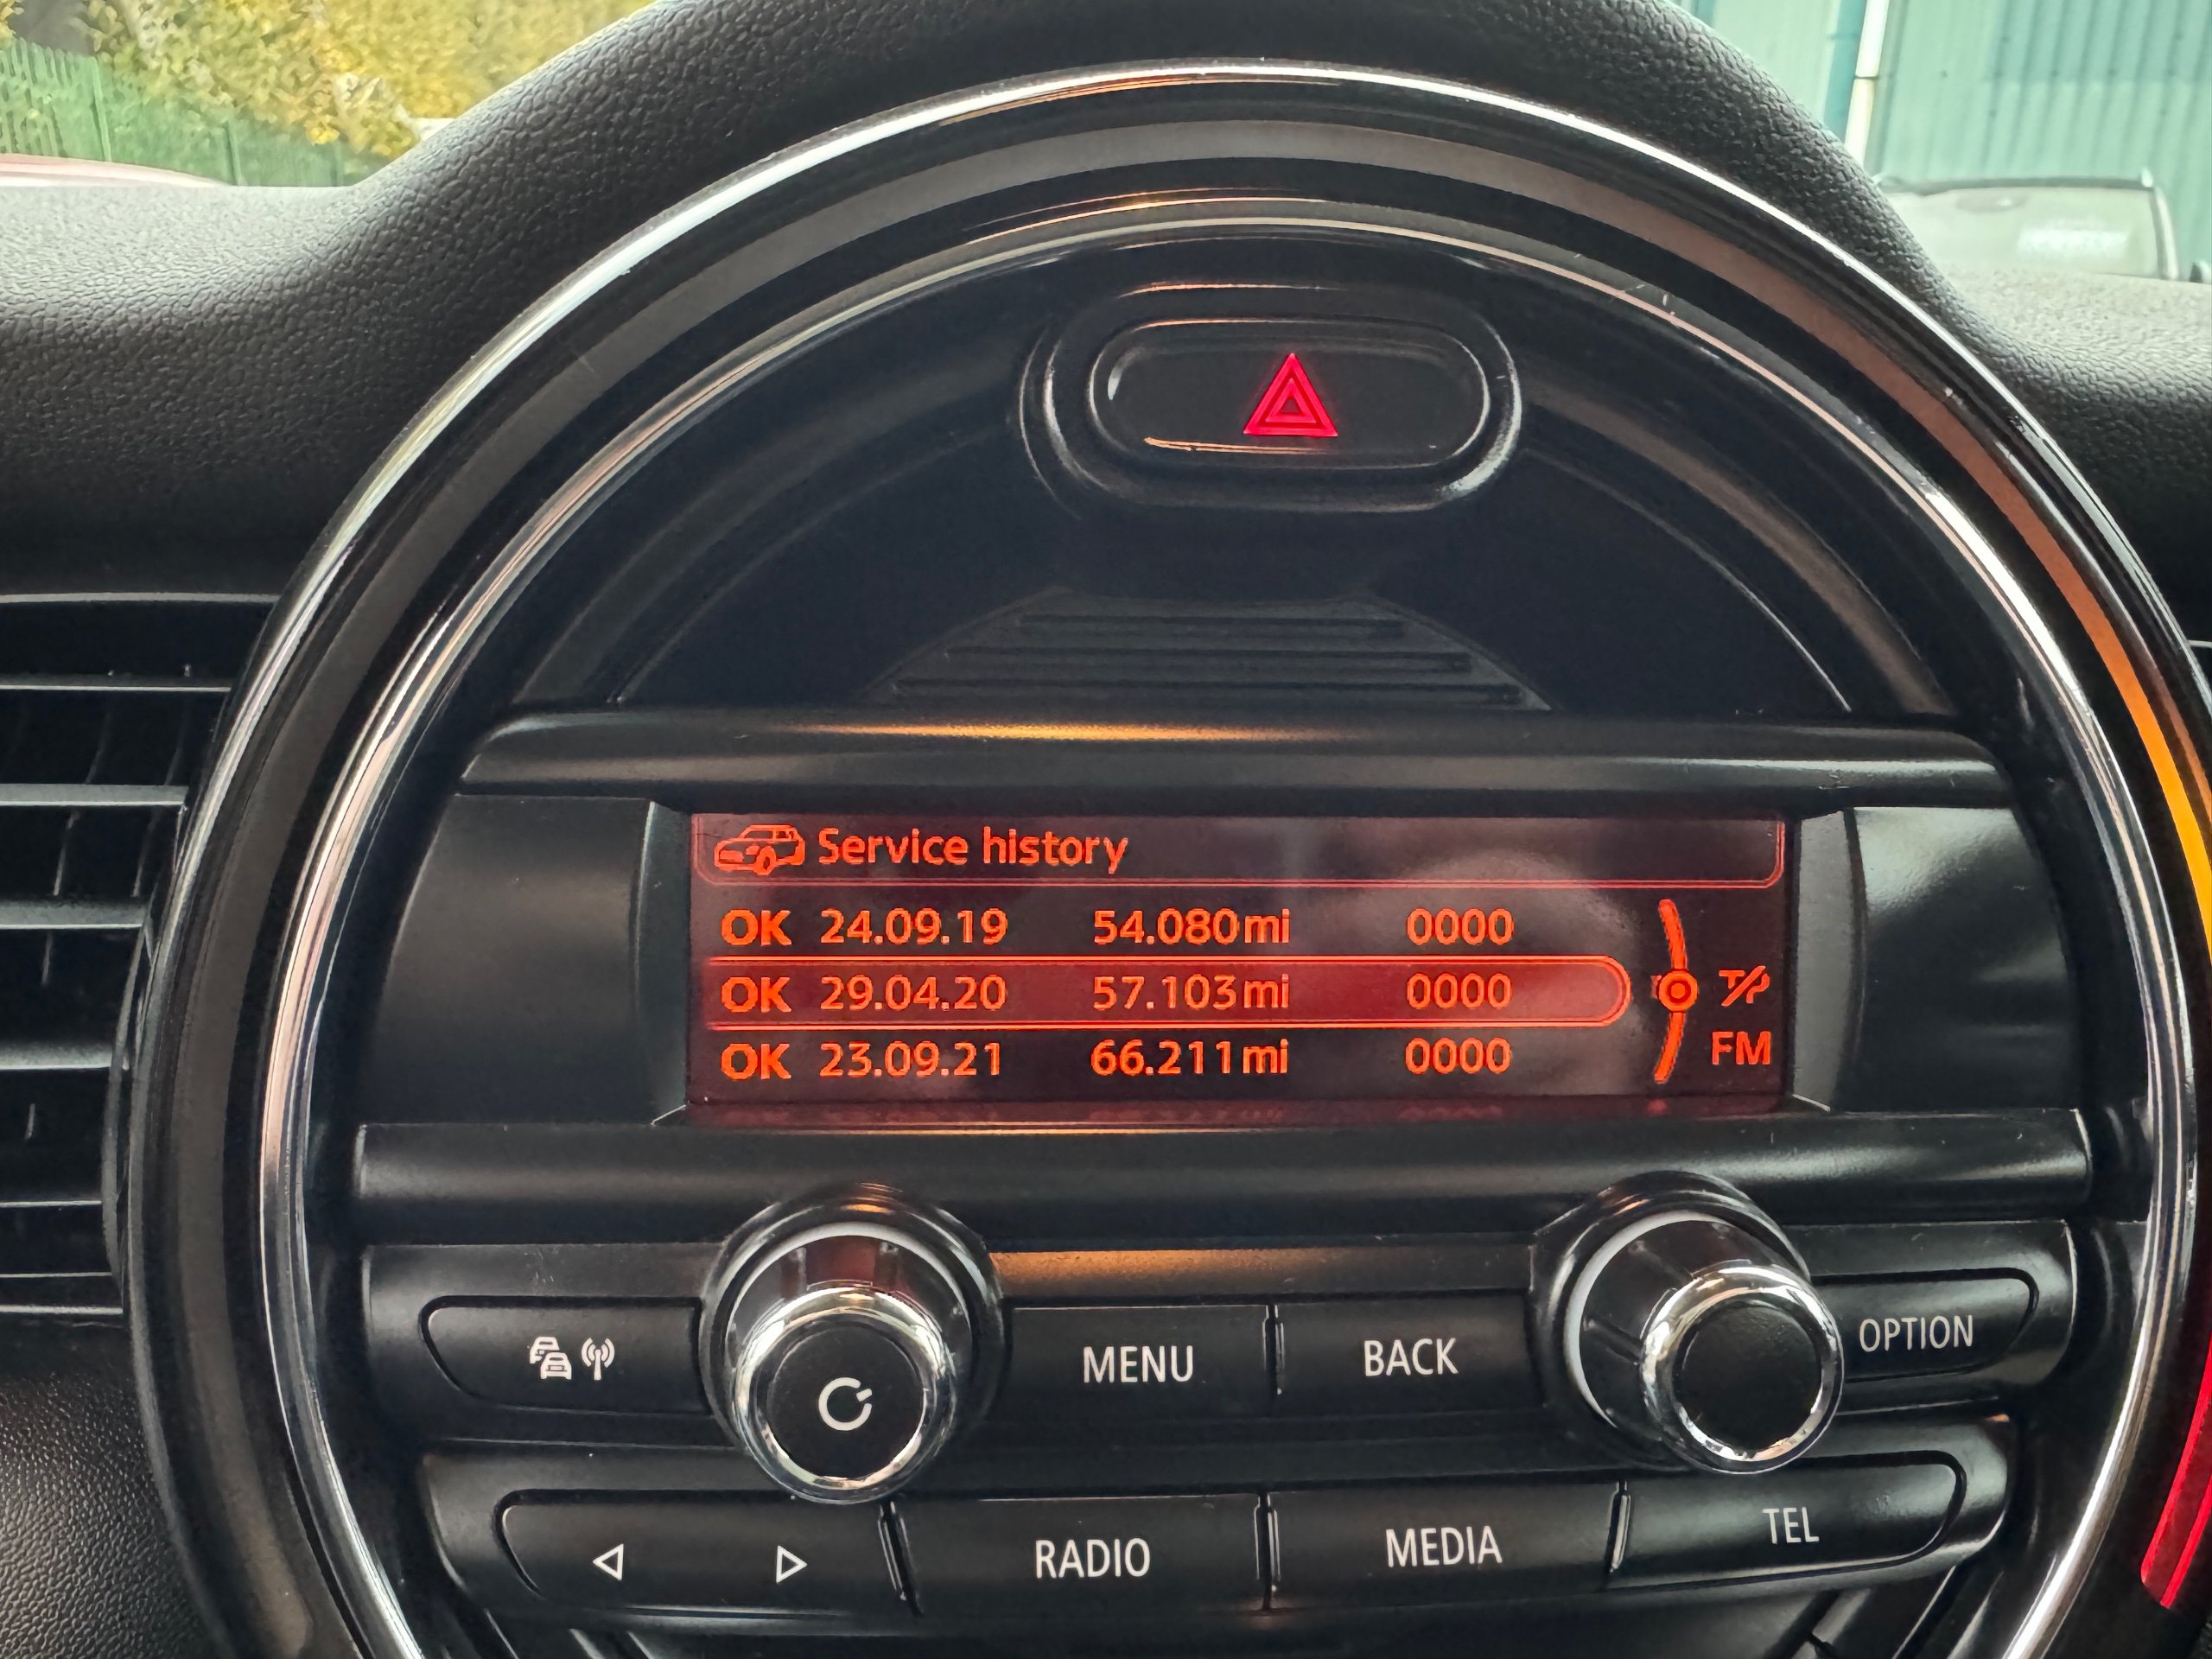 Service history
OK 24.09.19 54.080mi 0000
OK 29.04.20 57.103mi 0000
OK 23.09.21 66.211mi 0000
T/P
FM
MENU
BACK
OPTION
RADIO
MEDIA
TEL